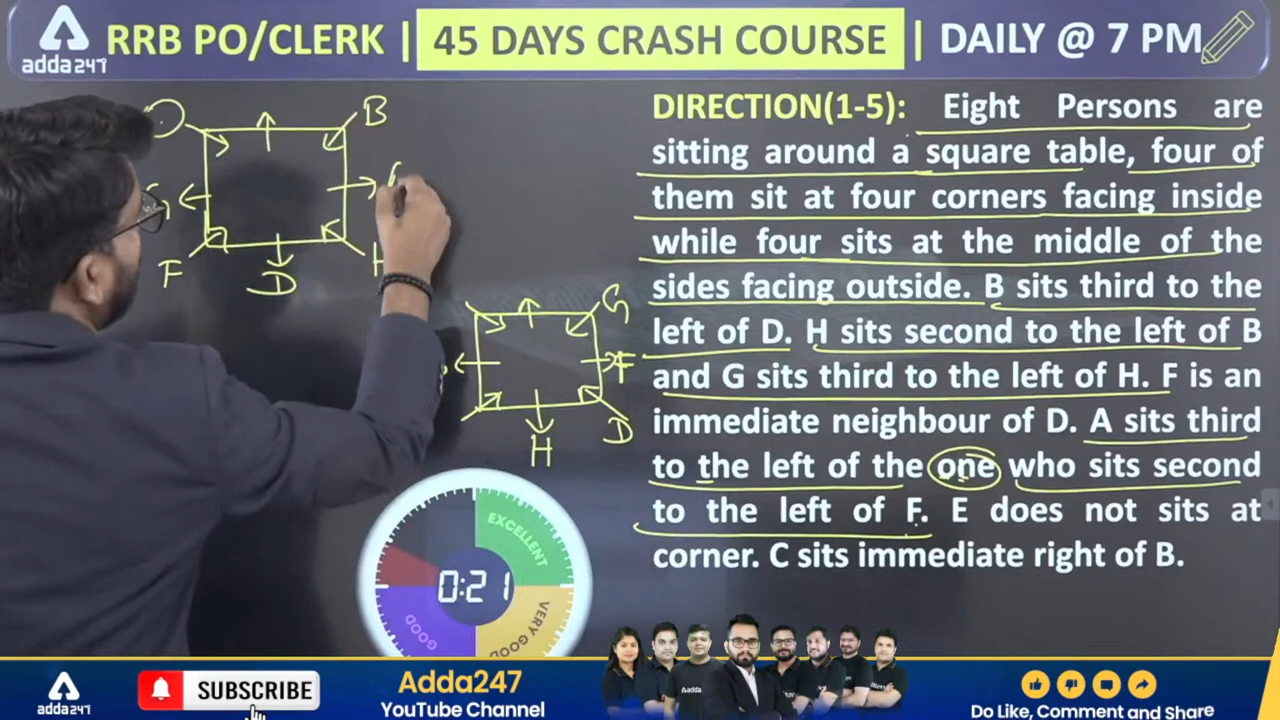 RRB PO/CLERK | 45 DAYS CRASH COURSE | DAILY @ 7 PM
adda247
DIRECTION(1-5): Eight Persons are
sitting around a square table, four of
them sit at four corners facing inside
while four sits at the middle of the
sides facing outside. B sits third to the
left of D. H sits second to the left of B
and G sits third to the left of H. F is an
immediate neighbour of D. A sits third
to the left of the one who sits second
to the left of F. E does not sits at
corner. C sits immediate right of B.
B
F
D
H
G
F
D
H
EXCELLENT
0:21
GOOD
VERY GOOD
adda247
SUBSCRIBE
Adda247
YouTube Channel
Do Like, Comment and Share